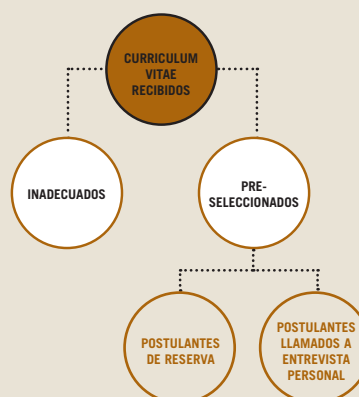 CURRICULUM
VITAE
RECIBIDOS
INADECUADOS
PRE-
SELECCIONADOS
POSTULANTES
DE RESERVA
POSTULANTES
LLAMADOS A
ENTREVISTA
PERSONAL